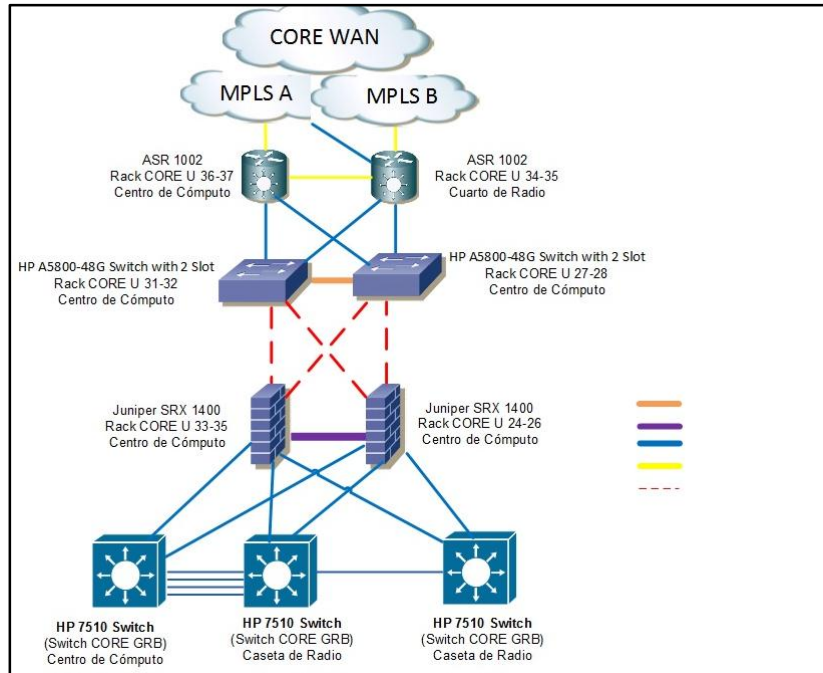 CORE WAN
MPLS A
MPLS B
ASR 1002
Rack CORE U 36-37
Centro de Cómputo
ASR 1002
Rack CORE U 34-35
Cuarto de Radio
HP A5800-48G Switch with 2 Slot
Rack CORE U 31-32
Centro de Cómputo
HP A5800-48G Switch with 2 Slot
Rack CORE U 27-28
Centro de Cómputo
Juniper SRX 1400
Rack CORE U 33-35
Centro de Cómputo
Juniper SRX 1400
Rack CORE U 24-26
Centro de Cómputo
HP 7510 Switch
(Switch CORE GRB)
Centro de Cómputo
HP 7510 Switch
(Switch CORE GRB)
Caseta de Radio
HP 7510 Switch
(Switch CORE GRB)
Caseta de Radio